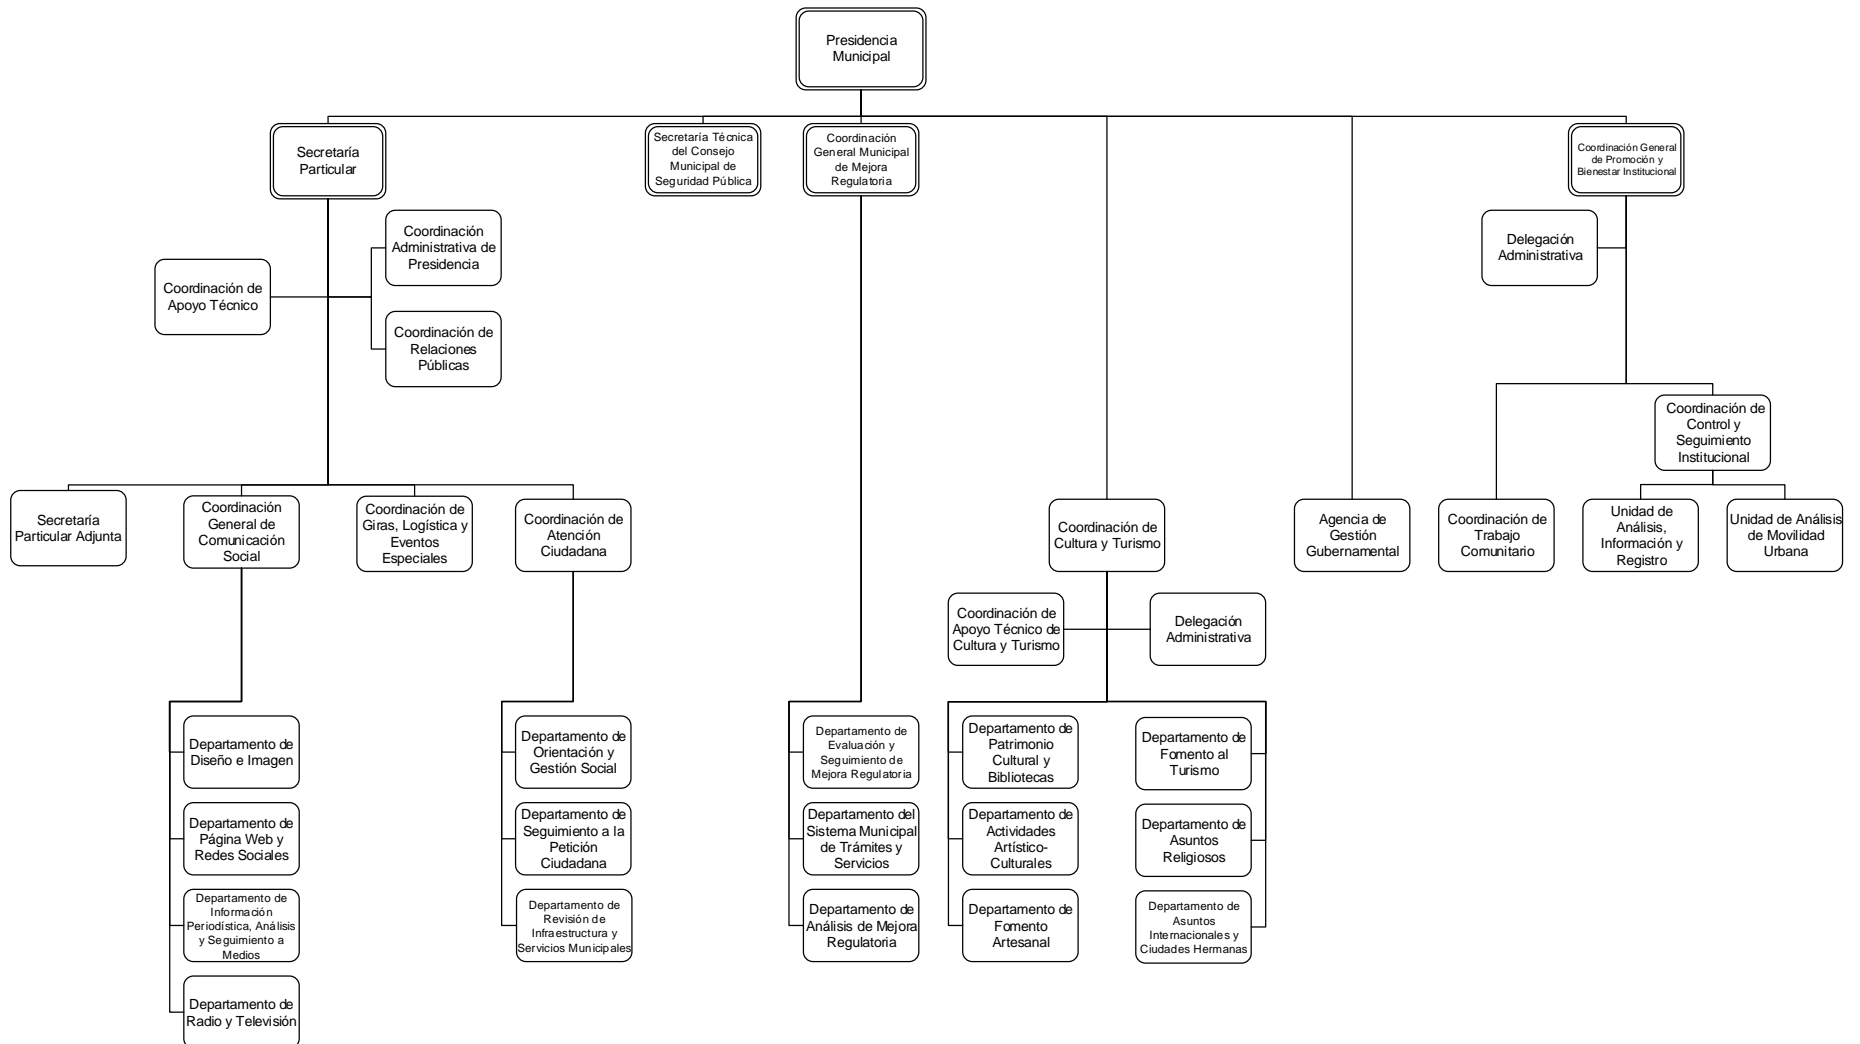 Presidencia
Municipal
Secretaría
Particular
Secretaría Técnica
del Consejo
Municipal de
Seguridad Pública
Coordinación
General Municipal
de Mejora
Regulatoria
Coordinación General
de Promoción y
Bienestar Institucional
Coordinación
Administrativa de
Presidencia
Delegación
Administrativa
Coordinación de
Apoyo Técnico
Coordinación de
Relaciones
Públicas
Coordinación de
Control y
Seguimiento
Institucional
Secretaría
Particular Adjunta
Coordinación
General de
Comunicación
Social
Coordinación de
Giras, Logística y
Eventos
Especiales
Coordinación de
Atención
Ciudadana
Coordinación de
Cultura y Turismo
Agencia de
Gestión
Gubernamental
Coordinación de
Trabajo
Comunitario
Unidad de
Análisis,
Información y
Registro
Unidad de Análisis
de Movilidad
Urbana
Coordinación de
Apoyo Técnico de
Cultura y Turismo
Delegación
Administrativa
Departamento de
Diseño e Imagen
Departamento de
Orientación y
Gestión Social
Departamento de
Evaluación y
Seguimiento de
Mejora Regulatoria
Departamento de
Patrimonio
Cultural y
Bibliotecas
Departamento de
Fomento al
Turismo
Departamento de
Página Web y
Redes Sociales
Departamento de
Seguimiento a la
Petición
Ciudadana
Departamento del
Sistema Municipal
de Trámites y
Servicios
Departamento de
Actividades
Artístico-
Culturales
Departamento de
Asuntos
Religiosos
Departamento de
Información
Periodística, Análisis
y Seguimiento a
Medios
Departamento de
Revisión de
Infraestructura y
Servicios Municipales
Departamento de
Análisis de Mejora
Regulatoria
Departamento de
Fomento
Artesanal
Departamento de
Asuntos
Internacionales y
Ciudades Hermanas
Departamento de
Radio y Televisión